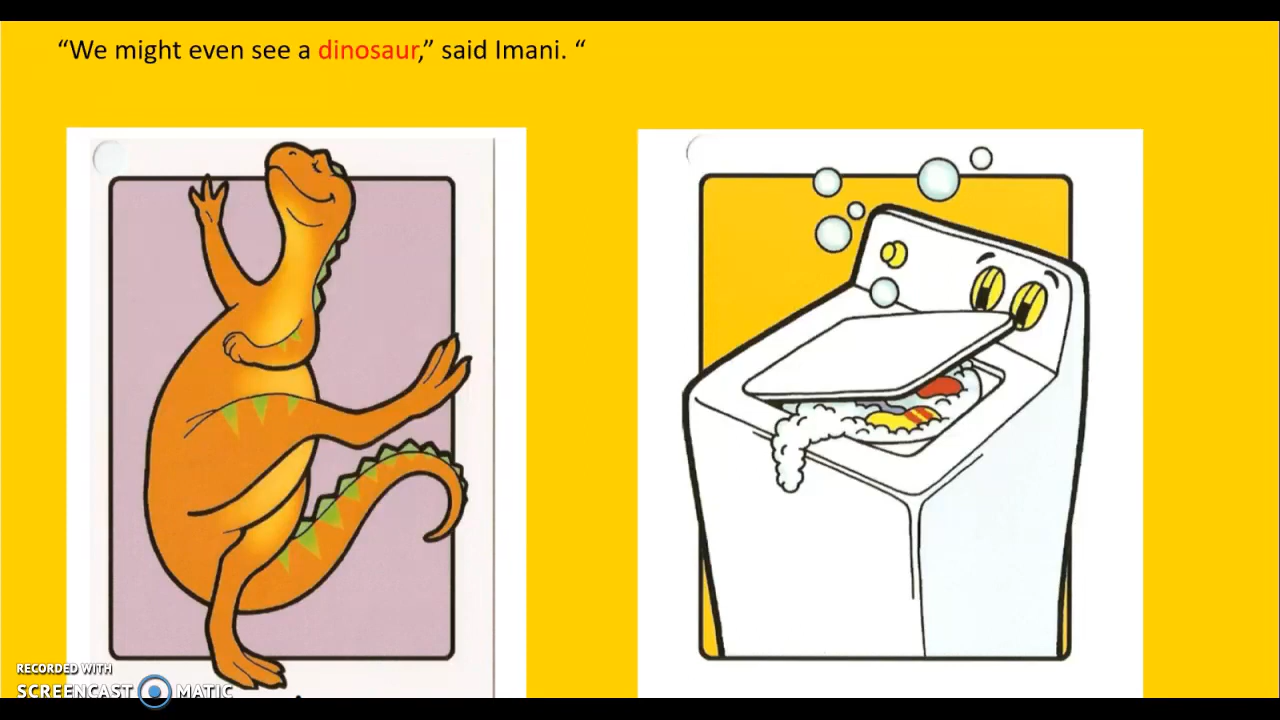 “We might even see a dinosaur,” said Imani. “
RECORDED WITH
SCREENCAST MATIC